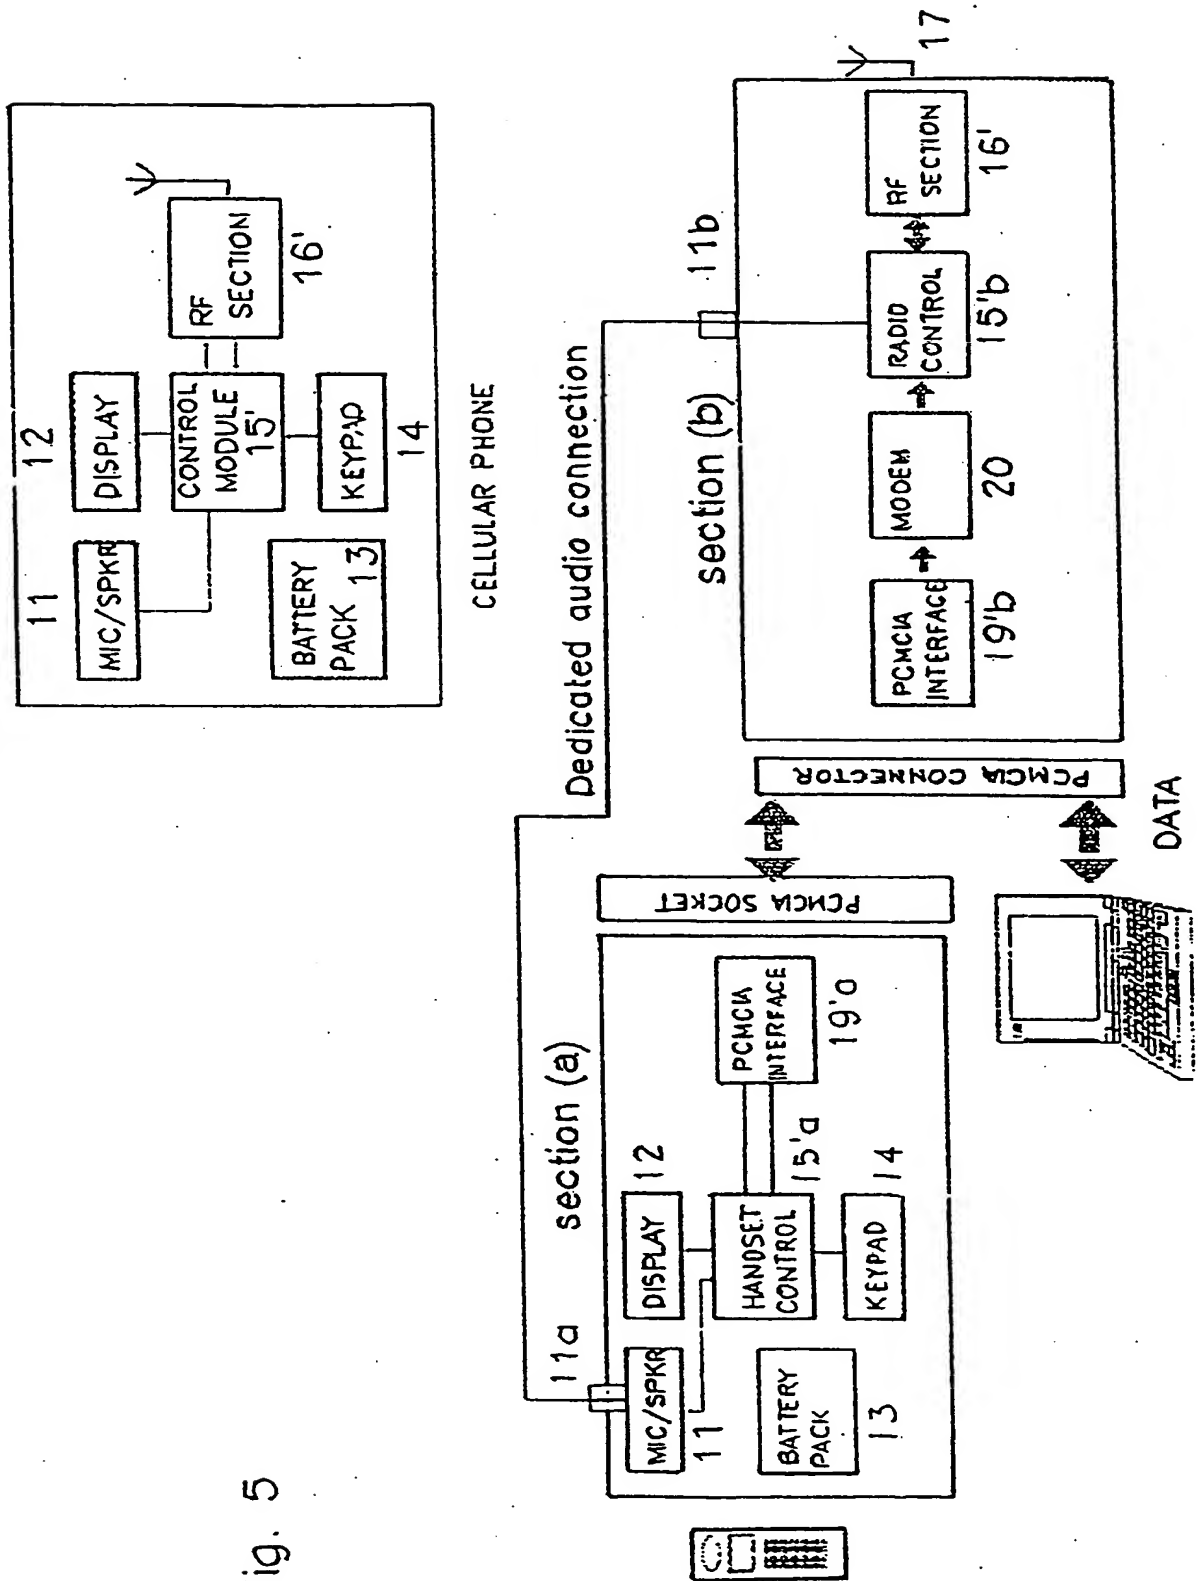 ig. 5
11
12
MIC/SPKR
DISPLAY
CONTROL
MODULE
15'
RF
SECTION
16'
BATTERY
PACK 13
KEYPAD
14
CELLULAR PHONE
Dedicated audio connection
11a
section (a)
MIC/SPKR
11
DISPLAY
12
HANDSET
CONTROL
15'a
PCMCIA
INTERFACE
19'a
BATTERY
PACK
13
KEYPAD
14
PCMCIA SOCKET
PCMCIA CONNECTOR
DATA
section (b)
11b
17
PCMCIA
INTERFACE
19'b
MODEM
20
RADIO
CONTROL
15'b
RF
SECTION
16'